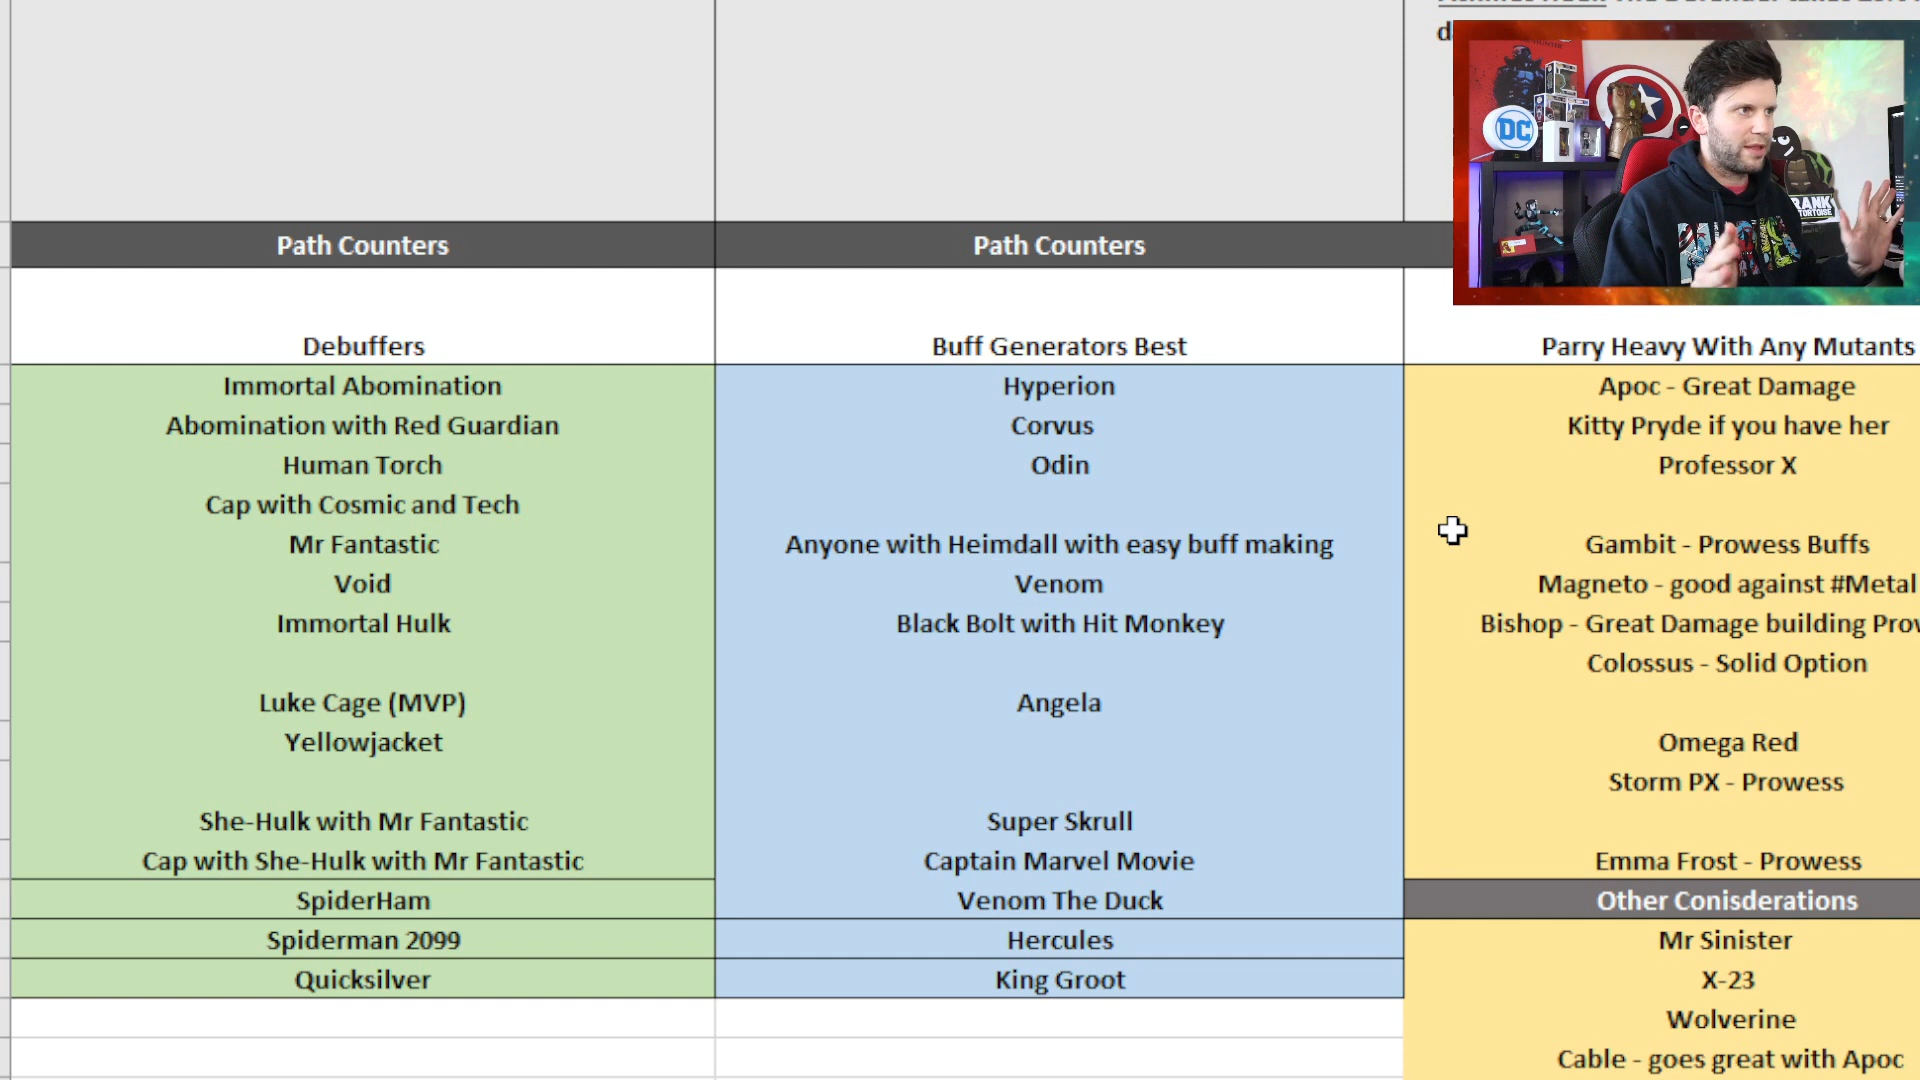 Path Counters
Path Counters
Debuffers
Buff Generators Best
Parry Heavy With Any Mutants
Immortal Abomination
Hyperion
Apoc - Great Damage
Abomination with Red Guardian
Corvus
Kitty Pryde if you have her
Human Torch
Odin
Professor X
Cap with Cosmic and Tech
Mr Fantastic
Anyone with Heimdall with easy buff making
Gambit - Prowess Buffs
Void
Venom
Magneto - good against #Metal
Immortal Hulk
Black Bolt with Hit Monkey
Bishop - Great Damage building
Colossus - Solid Option
Luke Cage (MVP)
Angela
Yellowjacket
Omega Red
Storm PX - Prowess
She-Hulk with Mr Fantastic
Super Skrull
Cap with She-Hulk with Mr Fantastic
Captain Marvel Movie
Emma Frost - Prowess
SpiderHam
Venom The Duck
Other Conisderations
Spiderman 2099
Hercules
Mr Sinister
Quicksilver
King Groot
X-23
Wolverine
Cable - goes great with Apoc
DC